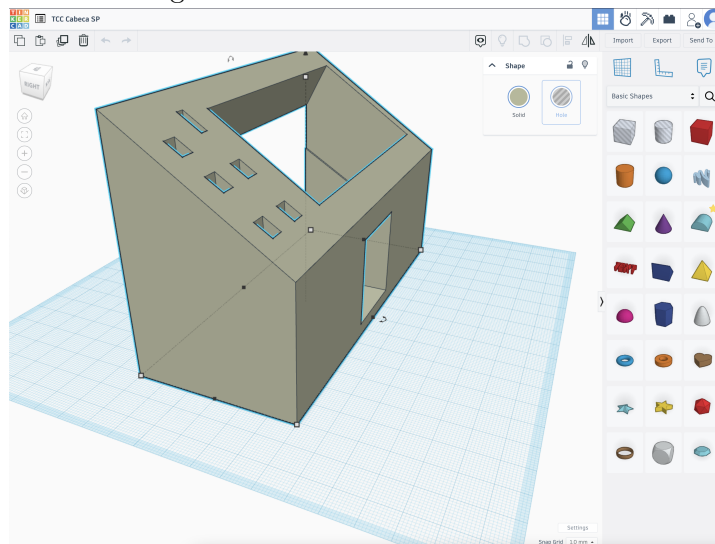 TIN
KER
CAD
TCC Cabeca SP
Import
Export
Send To
RIGHT
Shape
Solid
Hole
Basic Shapes
Settings
Snap Grid 1.0 mm